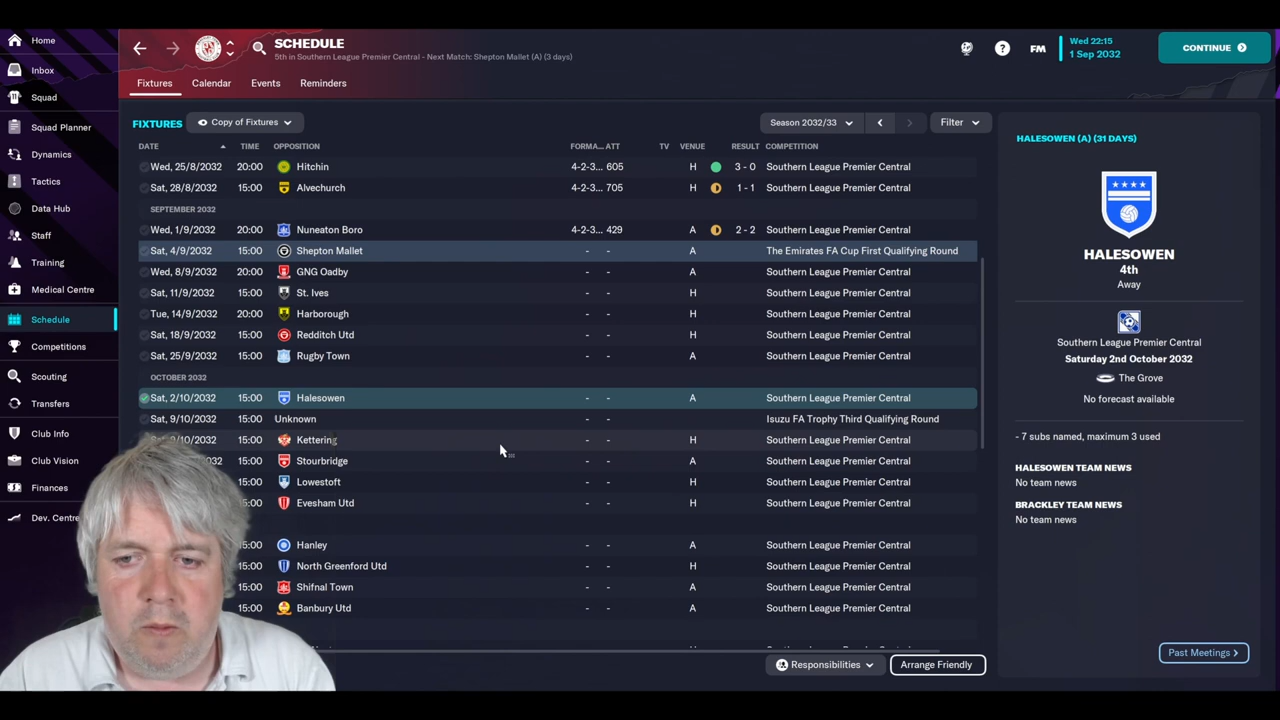 Home
Inbox
Squad
Squad Planner
Dynamics
Tactics
Data Hub
Staff
Training
Medical Centre
Schedule
Competitions
Scouting
Transfers
Club Info
Club Vision
Finances
Dev. Centre
SCHEDULE
5th in Southern League Premier Central - Next Match: Shepton Mallet (A) (3 days)
FM
Wed 22:15
1 Sep 2032
CONTINUE
Fixtures Calendar Events Reminders
FIXTURES Copy of Fixtures Season 2032/33 Filter
DATE TIME OPPOSITION FORMA... ATT TV VENUE RESULT COMPETITION
Wed, 25/8/2032 20:00 Hitchin 4-2-3... 605 H 3 - 0 Southern League Premier Central
Sat, 28/8/2032 15:00 Alvechurch 4-2-3... 705 H 1 - 1 Southern League Premier Central
SEPTEMBER 2032
Wed, 1/9/2032 20:00 Nuneaton Boro 4-2-3... 429 A 2 - 2 Southern League Premier Central
Sat, 4/9/2032 15:00 Shepton Mallet - - A The Emirates FA Cup First Qualifying Round
Wed, 8/9/2032 20:00 GNG Oadby - - A Southern League Premier Central
Sat, 11/9/2032 15:00 St. Ives - - H Southern League Premier Central
Tue, 14/9/2032 20:00 Harborough - - H Southern League Premier Central
Sat, 18/9/2032 15:00 Redditch Utd - - H Southern League Premier Central
Sat, 25/9/2032 15:00 Rugby Town - - A Southern League Premier Central
OCTOBER 2032
Sat, 2/10/2032 15:00 Halesowen - - A Southern League Premier Central
Sat, 9/10/2032 15:00 Unknown - - Isuzu FA Trophy Third Qualifying Round
Sat, 9/10/2032 15:00 Kettering - - H Southern League Premier Central
15:00 Stourbridge - - A Southern League Premier Central
15:00 Lowestoft - - H Southern League Premier Central
15:00 Evesham Utd - - H Southern League Premier Central
15:00 Hanley - - A Southern League Premier Central
15:00 North Greenford Utd - - H Southern League Premier Central
15:00 Shifnal Town - - A Southern League Premier Central
15:00 Banbury Utd - - A Southern League Premier Central
Responsibilities Arrange Friendly
HALESOWEN (A) (31 DAYS)
HALESOWEN
4th
Away
Southern League Premier Central
Saturday 2nd October 2032
The Grove
No forecast available
- 7 subs named, maximum 3 used
HALESOWEN TEAM NEWS
No team news
BRACKLEY TEAM NEWS
No team news
Past Meetings >